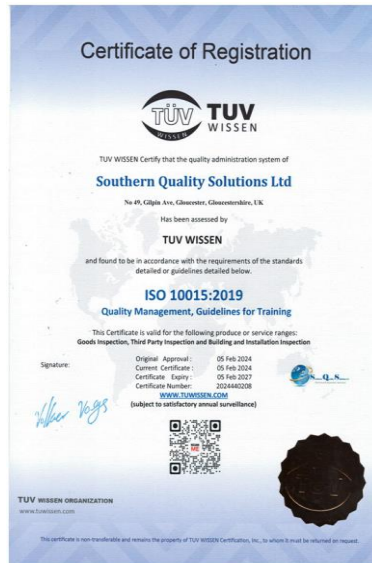 Certificate of Registration
TÜV
WISSEN
TUV
WISSEN
TUV WISSEN Certify that the quality administration system of
Southern Quality Solutions Ltd
No 49, Gilpin Ave, Gloucester, Gloucestershire, UK
Has been assessed by
TUV WISSEN
and found to be in accordance with the requirements of the standards
detailed or guidelines detailed below.
ISO 10015:2019
Quality Management, Guidelines for Training
This Certificate is valid for the following produce or service ranges:
Goods Inspection, Third Party Inspection and Building and Installation Inspection
Signature:
Original Approval : 05 Feb 2024
Current Certificate : 05 Feb 2024
Certificate Expiry : 05 Feb 2027
Certificate Number: 2024440208
WWW.TUWISSEN.COM
(subject to satisfactory annual surveillance)
S_Q_S_
TUV WISSEN ORGANIZATION
www.tuwissen.com
This certificate is non-transferable and remains the property of TUV WISSEN Certification, Inc., to whom it must be returned on request.